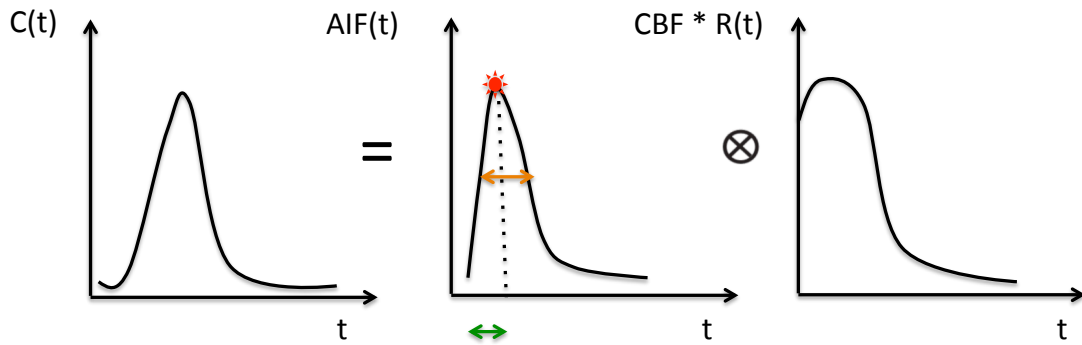 C(t)
AIF(t)
CBF * R(t)
=
⊗
t
t
t